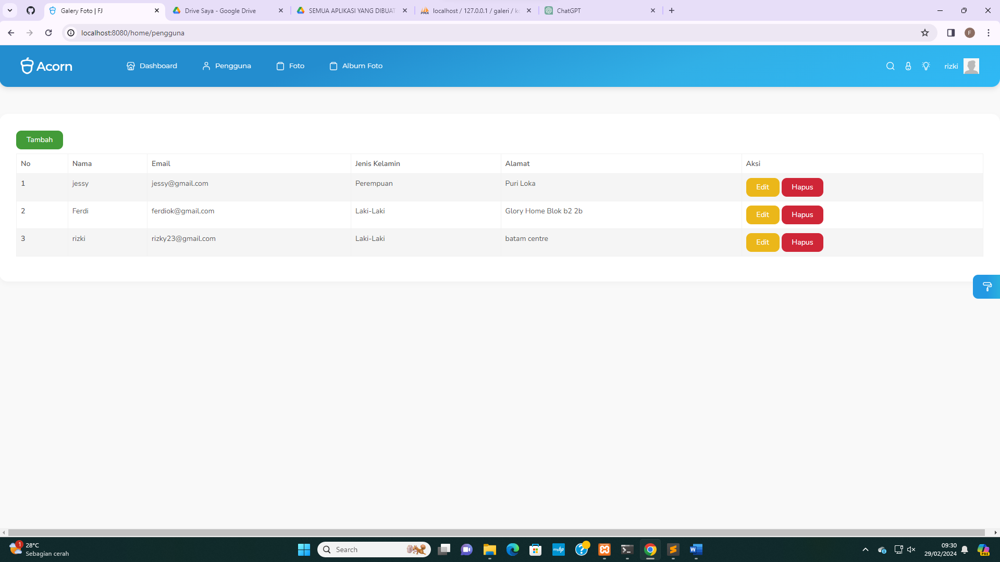 Galery Foto | FJ
Drive Saya - Google Drive
SEMUA APLIKASI YANG DIBUAT
localhost / 127.0.0.1 / galeri / ko
ChatGPT
localhost:8080/home/pengguna
F
Acorn
Dashboard
Pengguna
Foto
Album Foto
rizki
Tambah
No Nama Email Jenis Kelamin Alamat Aksi
1 jessy jessy@gmail.com Perempuan Puri Loka Edit Hapus
2 Ferdi ferdiok@gmail.com Laki-Laki Glory Home Blok b2 2b Edit Hapus
3 rizki rizky23@gmail.com Laki-Laki batam centre Edit Hapus
1
28°C
Sebagian cerah
Search
myhp
09:30
29/02/2024
PRE